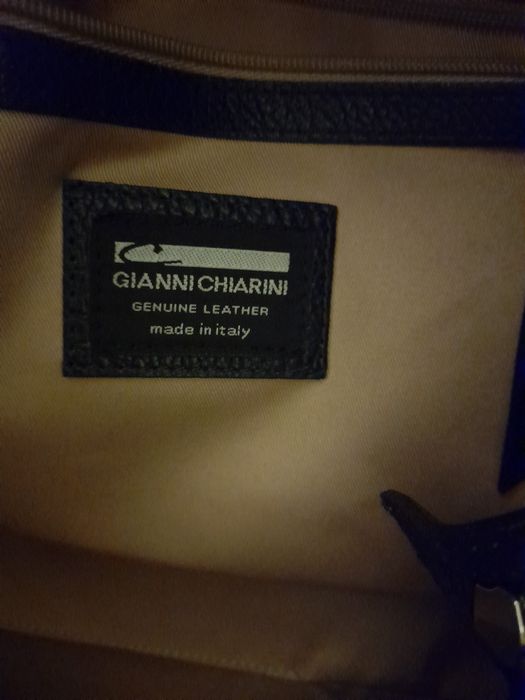 GIANNI CHIARINI
GENUINE LEATHER
made in italy